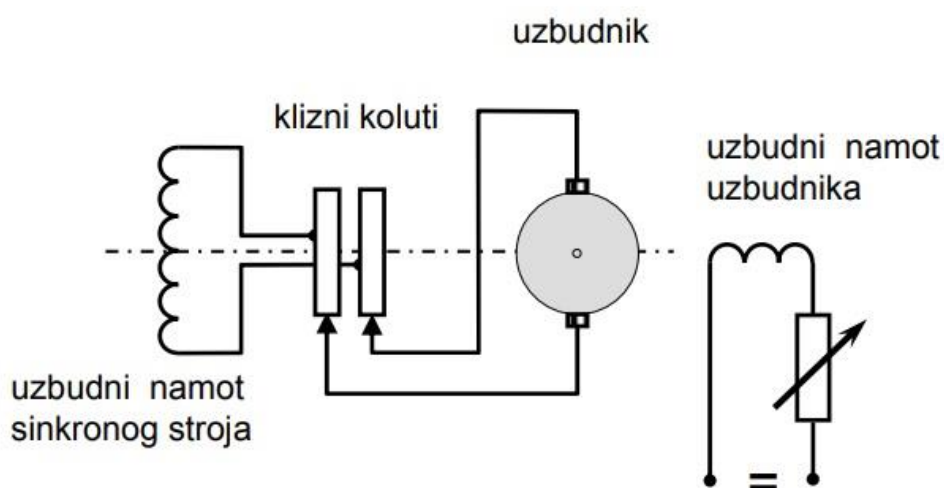 uzbudnik
klizni koluti
uzbudni namot
uzbudnika
uzbudni namot
sinkronog stroja
=